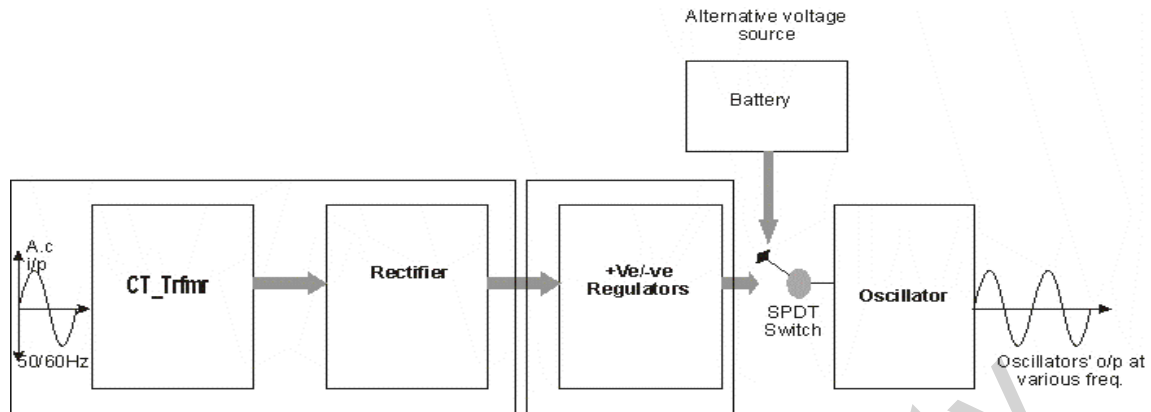 Alternative voltage
source
Battery
A.c
i/p
CT_Trfmr
Rectifier
+Ve/-ve
Regulators
SPDT
Switch
Oscillator
50/60Hz
Oscillators' o/p at
various freq.